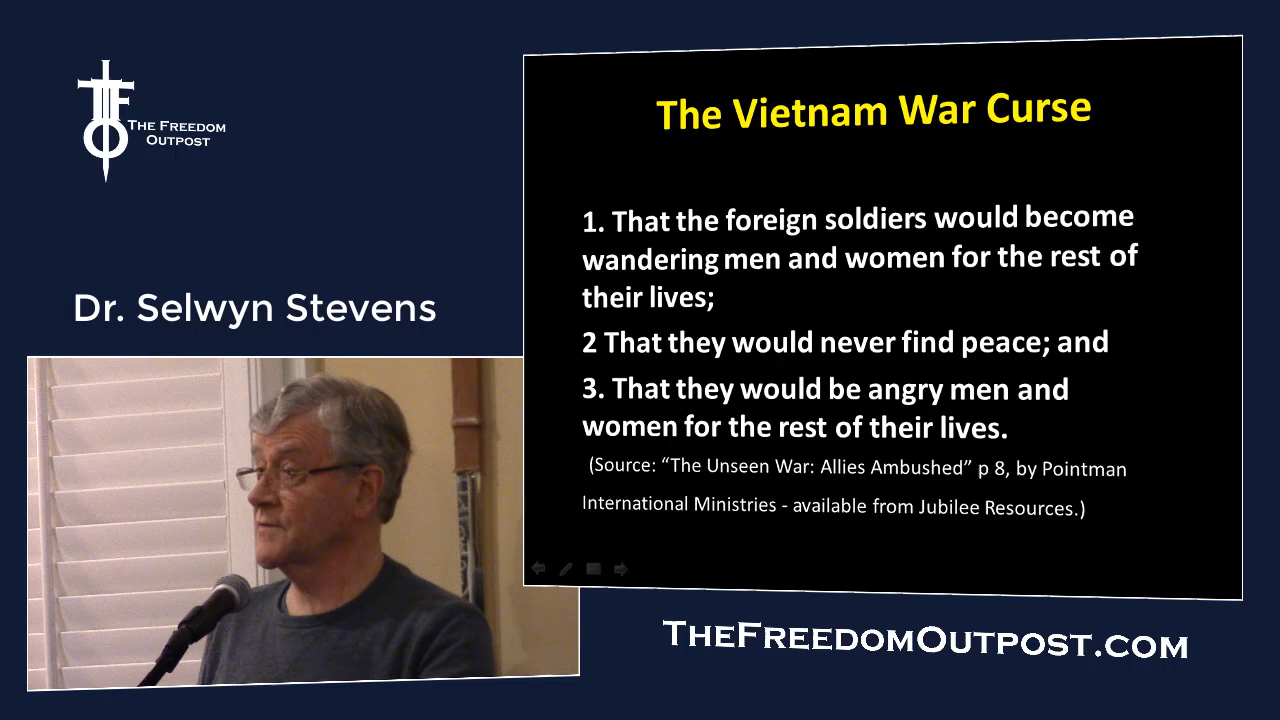 The Freedom
Outpost
Dr. Selwyn Stevens
The Vietnam War Curse
1. That the foreign soldiers would become
wandering men and women for the rest of
their lives;
2 That they would never find peace; and
3. That they would be angry men and
women for the rest of their lives.
(Source: “The Unseen War: Allies Ambushed” p 8, by Pointman
International Ministries - available from Jubilee Resources.)
TheFreedomOutpost.com